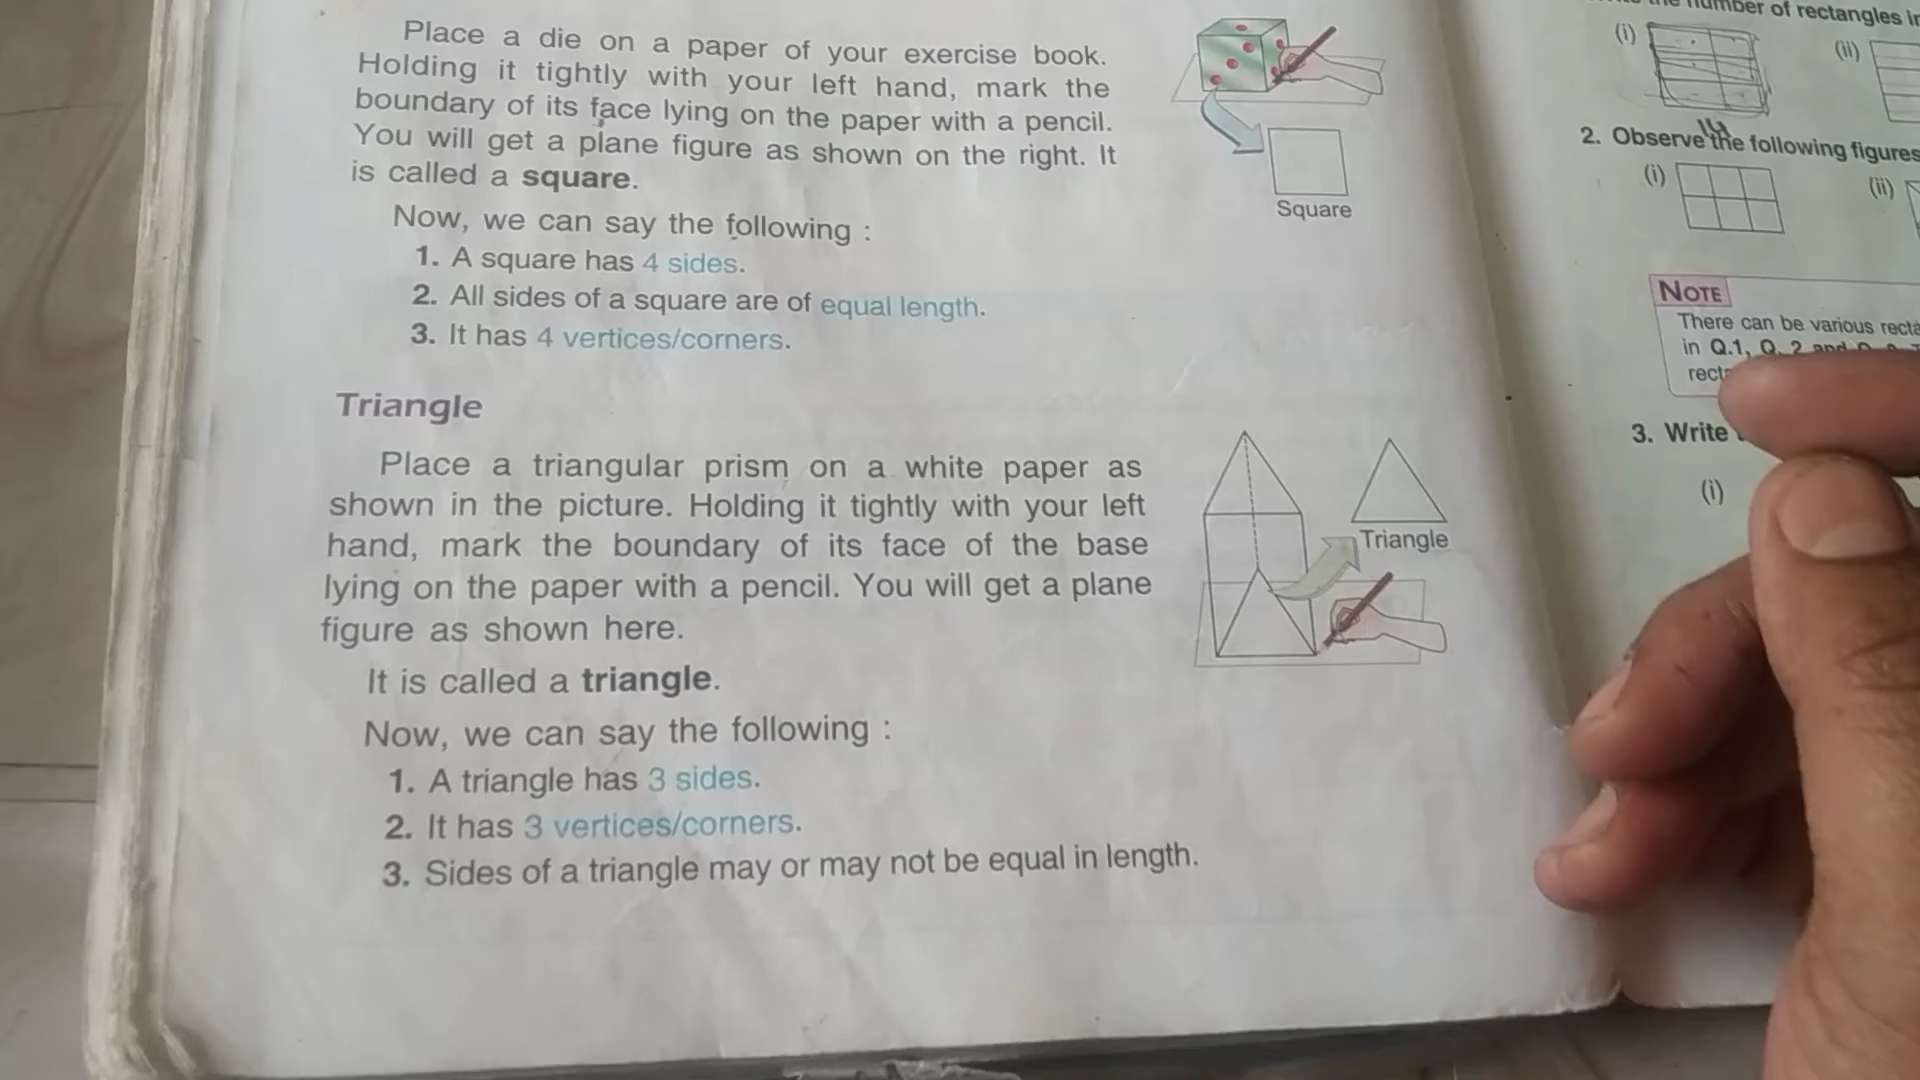 Place a die on a paper of your exercise book.
Holding it tightly with your left hand, mark the
boundary of its face lying on the paper with a pencil.
You will get a plane figure as shown on the right. It
is called a square.
Square
Now, we can say the following :
1. A square has 4 sides.
2. All sides of a square are of equal length.
3. It has 4 vertices/corners.
Triangle
Place a triangular prism on a white paper as
shown in the picture. Holding it tightly with your left
hand, mark the boundary of its face of the base
lying on the paper with a pencil. You will get a plane
figure as shown here.
Triangle
It is called a triangle.
Now, we can say the following :
1. A triangle has 3 sides.
2. It has 3 vertices/corners.
3. Sides of a triangle may or may not be equal in length.
the number of rectangles
(i) (ii)
2. Observe the following figures
(i) (ii)
NOTE
There can be various
in Q.1, Q. 2 and
3. Write
(i)